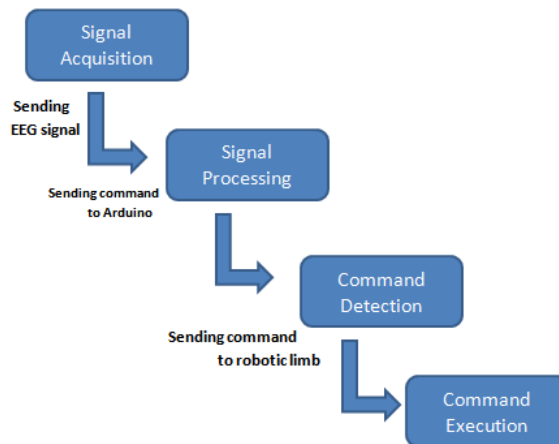 Signal
Acquisition
Sending
EEG signal
Signal
Processing
Sending command
to Arduino
Command
Detection
Sending command
to robotic limb
Command
Execution